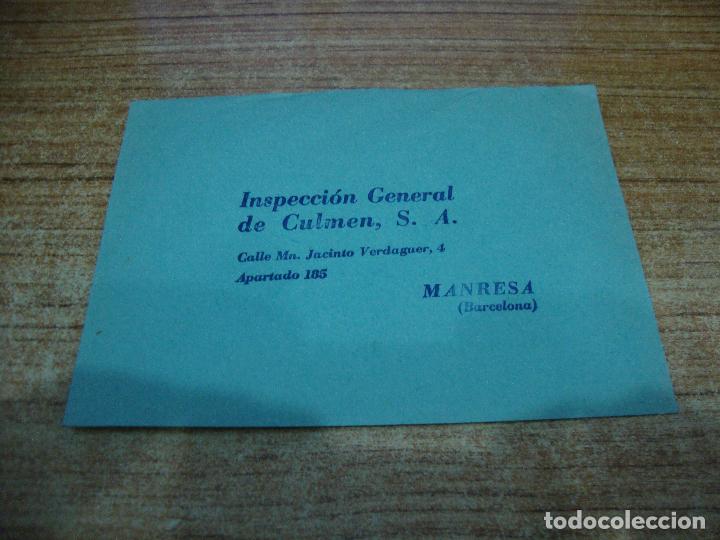 Inspección General
de Culmen, S. A.
Calle Mn. Jacinto Verdaguer, 4
Apartado 185
MANRESA
(Barcelona)
todocoleccion